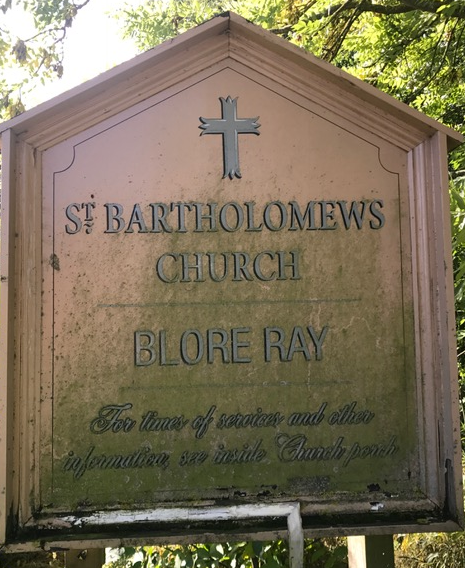 ST. BARTHOLOMEWS
CHURCH
BLORE RAY
For times of services and other
information, see inside Church porch